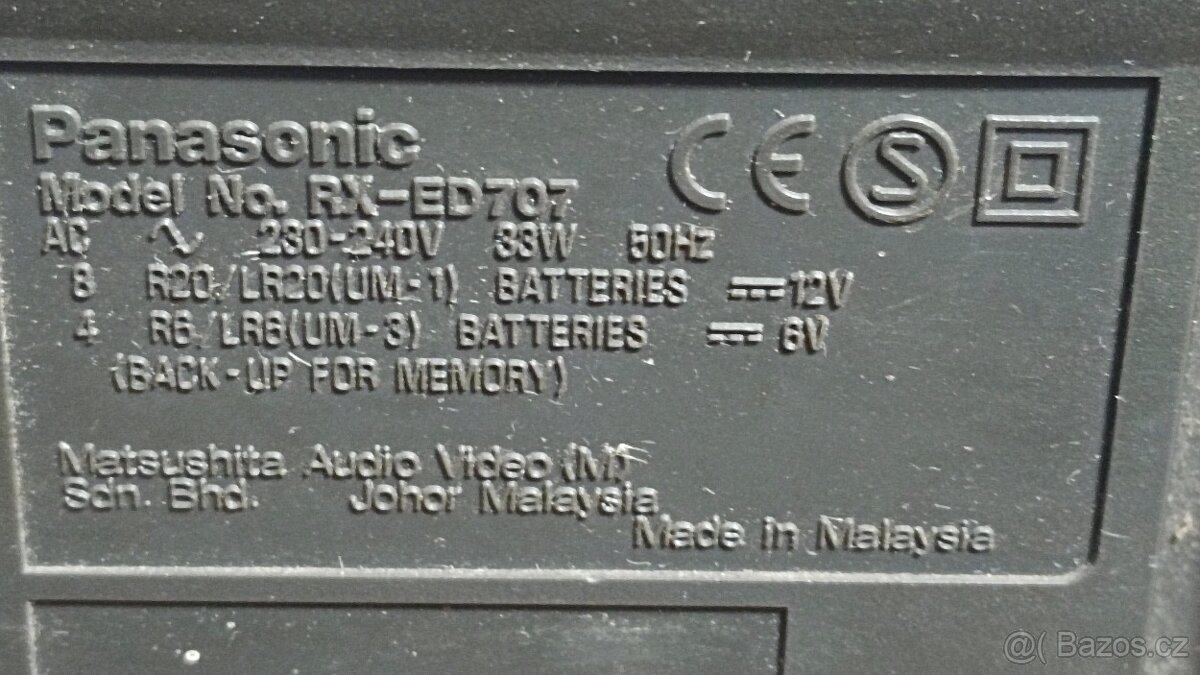 Panasonic
Model No. RX-ED707
AC ∿ 230-240V 33W 50Hz
8 R20/LR20(UM-1) BATTERIES ⎓12V
4 R6/LR6(UM-3) BATTERIES ⎓ 6V
(BACK-UP FOR MEMORY)
CE S
Matsushita Audio Video (M)
Sdn. Bhd. Johor Malaysia
Made in Malaysia
@( Bazos.cz